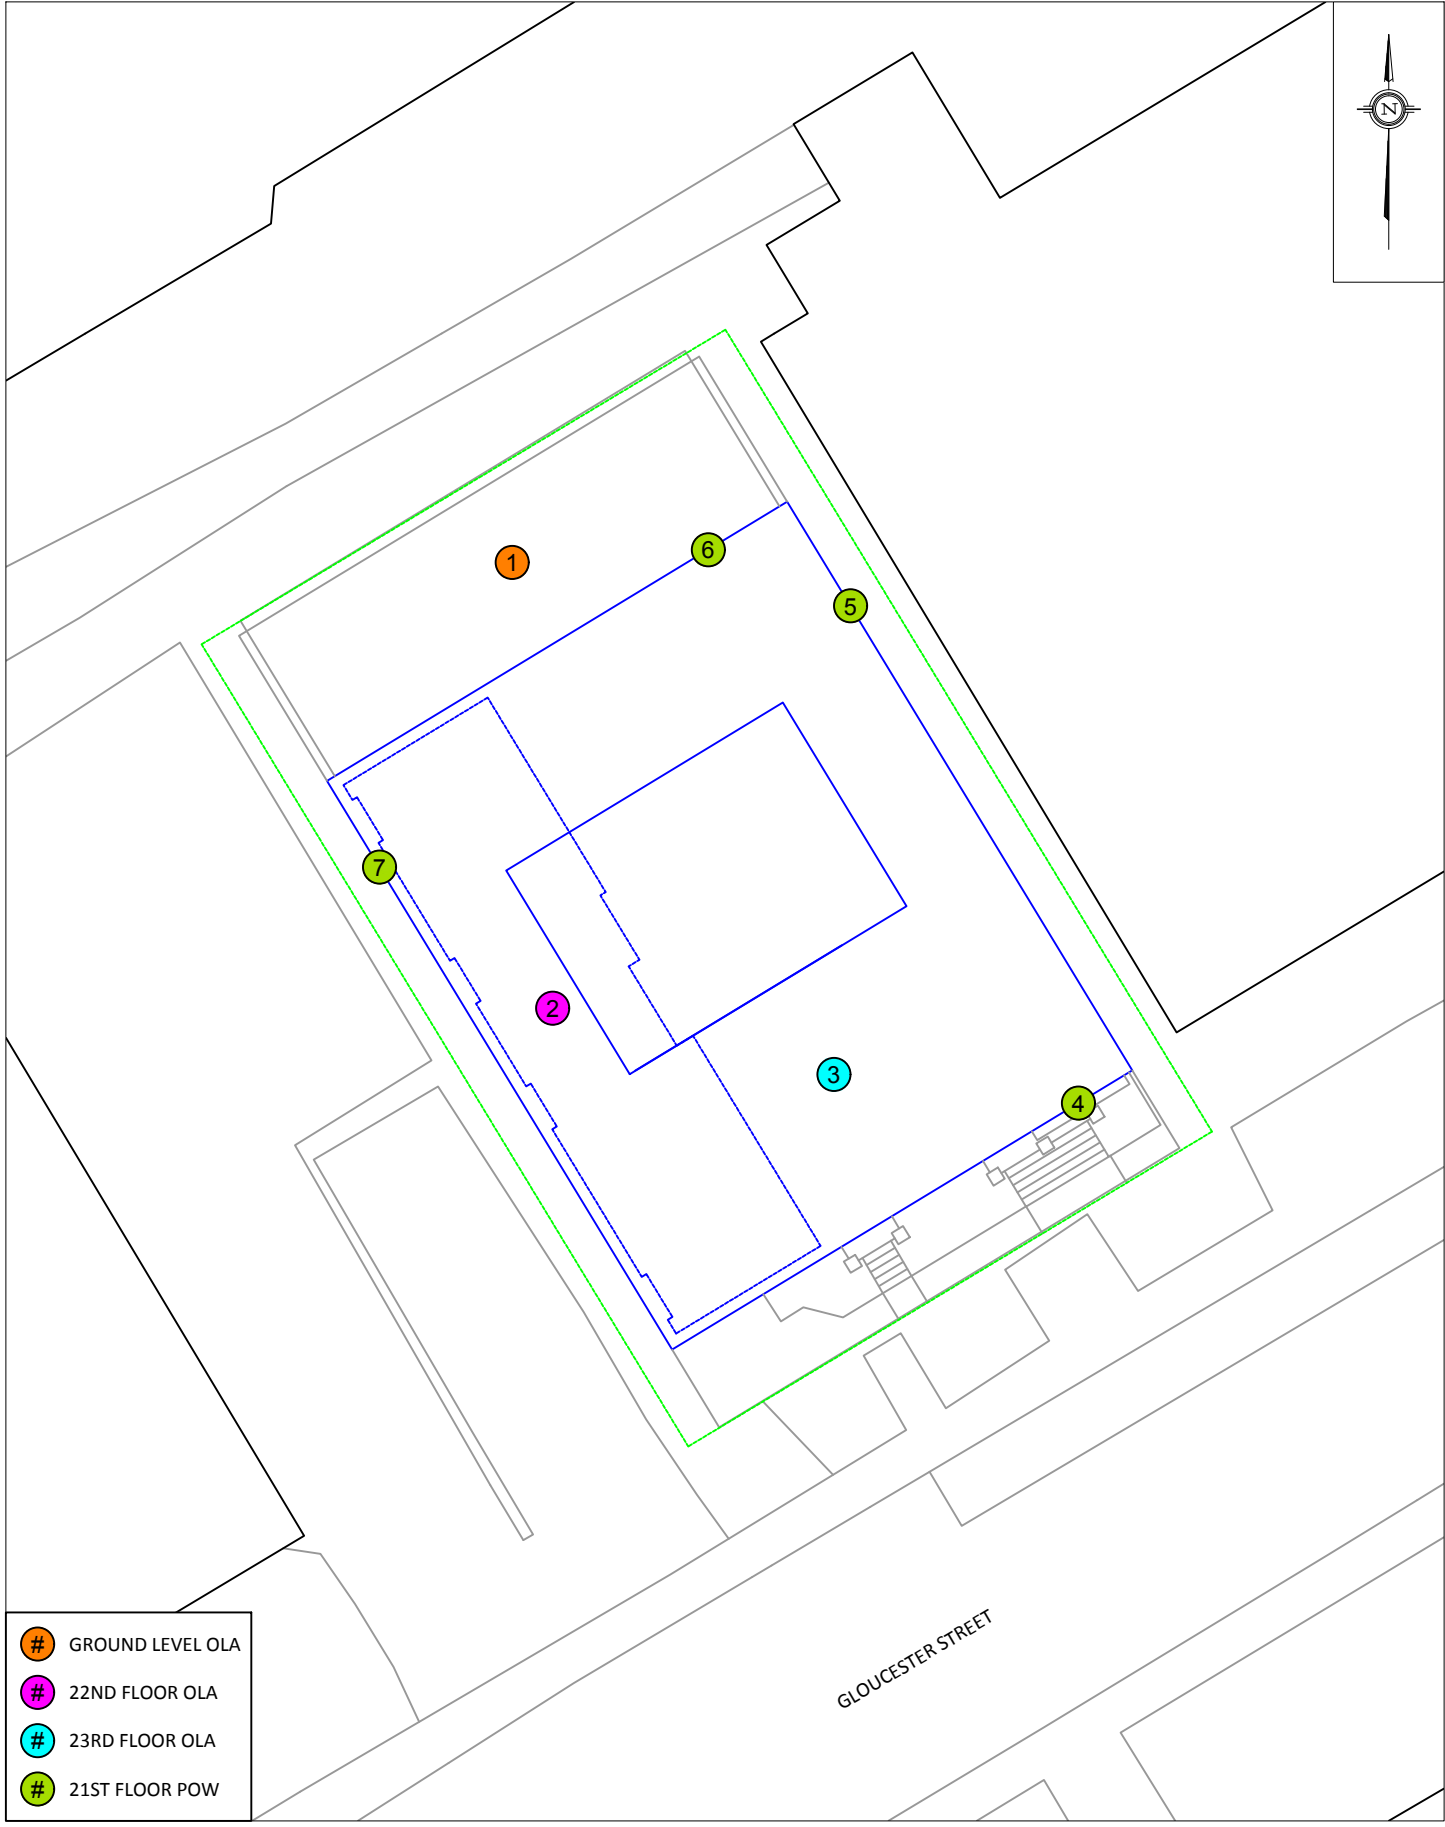 N
1
6
5
7
2
3
4
GLOUCESTER STREET
# GROUND LEVEL OLA
# 22ND FLOOR OLA
# 23RD FLOOR OLA
# 21ST FLOOR POW